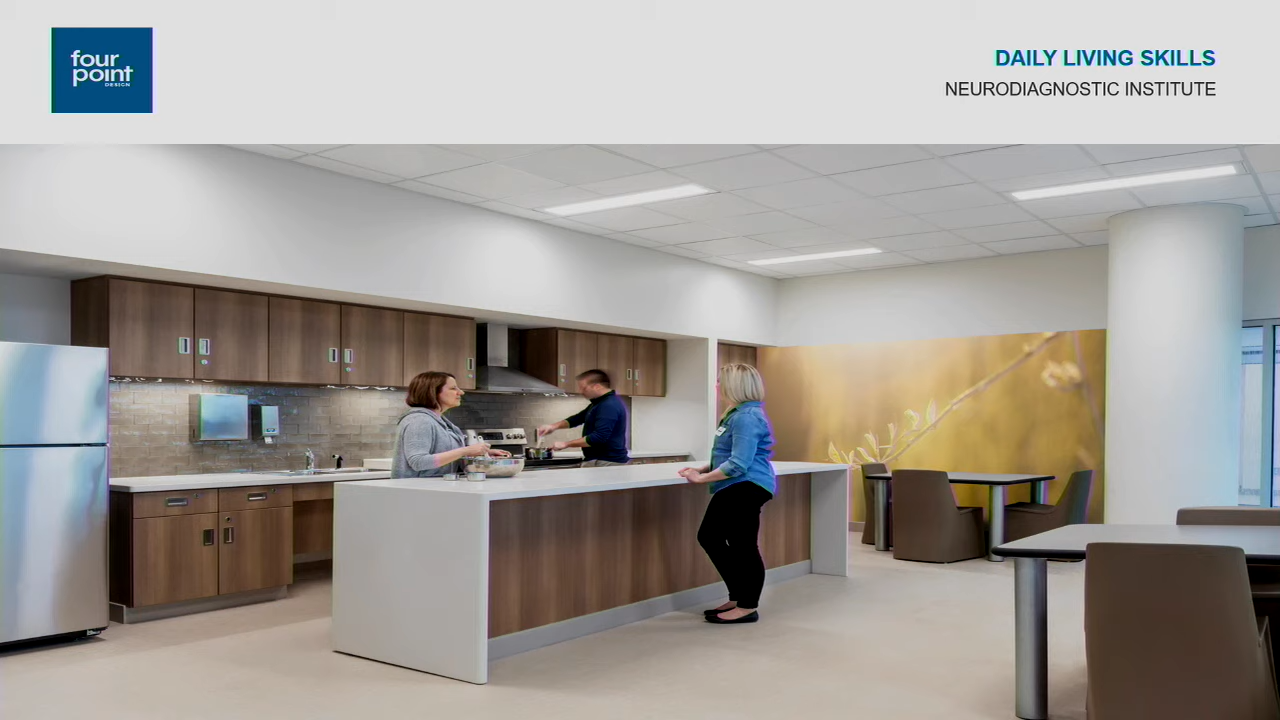 four
point
DESIGN
DAILY LIVING SKILLS
NEURODIAGNOSTIC INSTITUTE